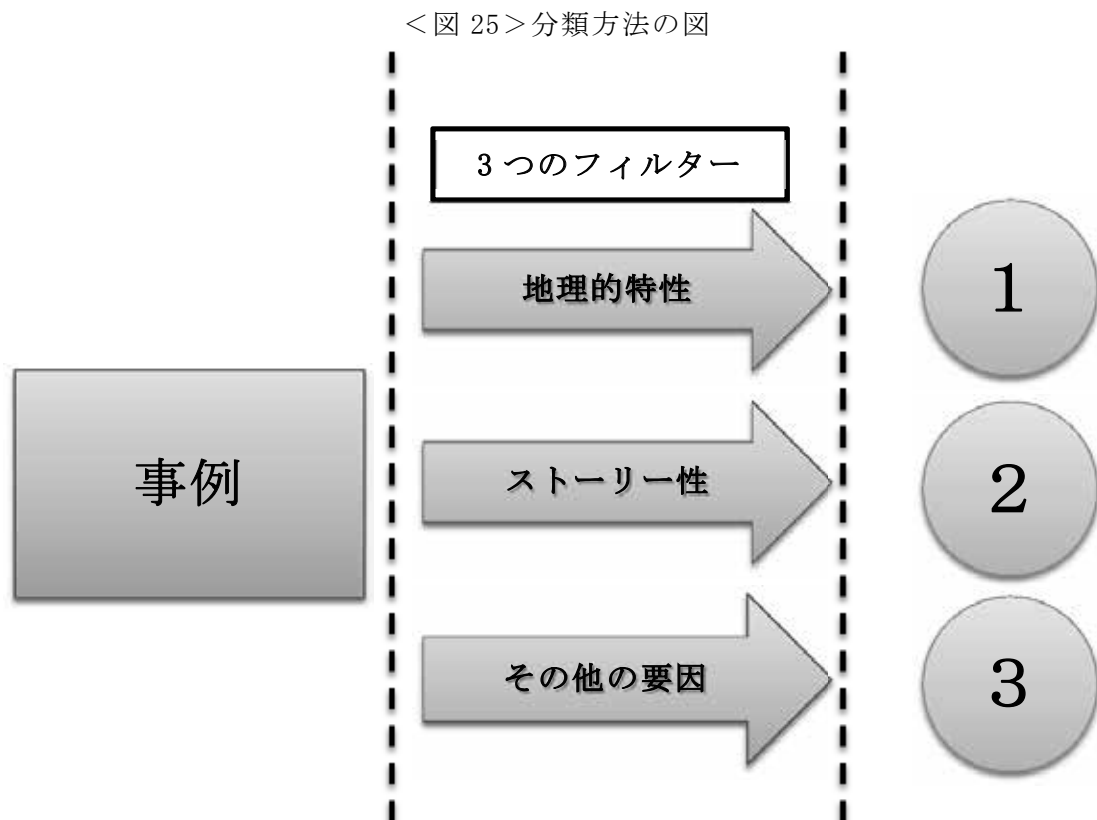 ＜図 25＞分類方法の図
3 つのフィルター
地理的特性
1
事例
ストーリー性
2
その他の要因
3